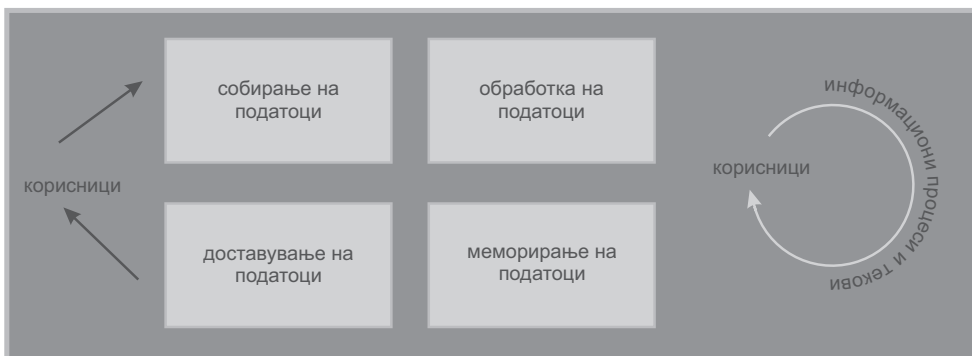 собирање на
податоци
обработка на
податоци
корисници
доставување на
податоци
меморирање на
податоци
корисници
информациони процеси и текови